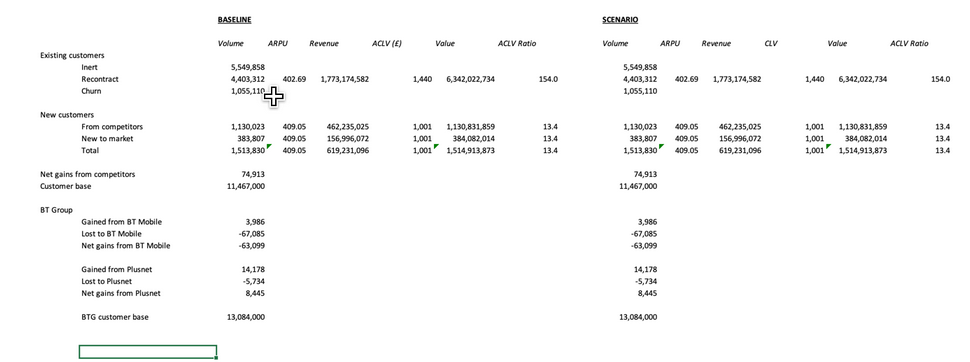 BASELINE SCENARIO
Volume ARPU Revenue ACLV (£) Value ACLV Ratio Volume ARPU Revenue CLV Value ACLV Ratio
Existing customers
Inert 5,549,858 5,549,858
Recontract 4,403,312 402.69 1,773,174,582 1,440 6,342,022,734 154.0 4,403,312 402.69 1,773,174,582 1,440 6,342,022,734 154.0
Churn 1,055,110 1,055,110
New customers
From competitors 1,130,023 409.05 462,235,025 1,001 1,130,831,859 13.4 1,130,023 409.05 462,235,025 1,001 1,130,831,859 13.4
New to market 383,807 409.05 156,996,072 1,001 384,082,014 13.4 383,807 409.05 156,996,072 1,001 384,082,014 13.4
Total 1,513,830 409.05 619,231,096 1,001 1,514,913,873 13.4 1,513,830 409.05 619,231,096 1,001 1,514,913,873 13.4
Net gains from competitors 74,913 74,913
Customer base 11,467,000 11,467,000
BT Group
Gained from BT Mobile 3,986 3,986
Lost to BT Mobile -67,085 -67,085
Net gains from BT Mobile -63,099 -63,099
Gained from Plusnet 14,178 14,178
Lost to Plusnet -5,734 -5,734
Net gains from Plusnet 8,445 8,445
BTG customer base 13,084,000 13,084,000